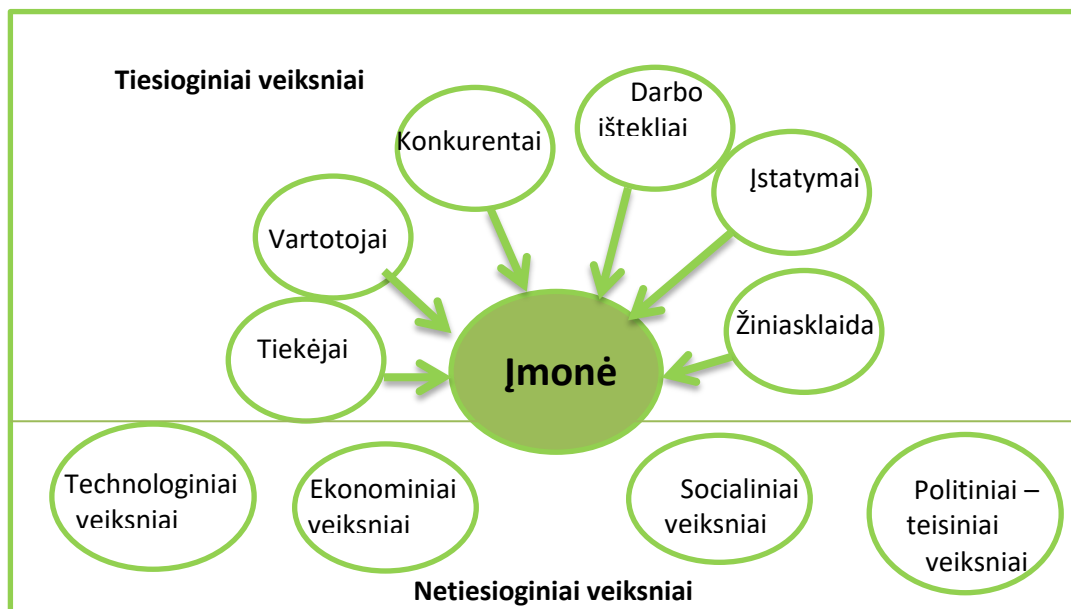 Tiesioginiai veiksniai
Darbo
ištekliai
Konkurentai
Įstatymai
Vartotojai
Žiniasklaida
Tiekėjai
Įmonė
Technologiniai
veiksniai
Ekonominiai
veiksniai
Socialiniai
veiksniai
Politiniai –
teisiniai
veiksniai
Netiesioginiai veiksniai